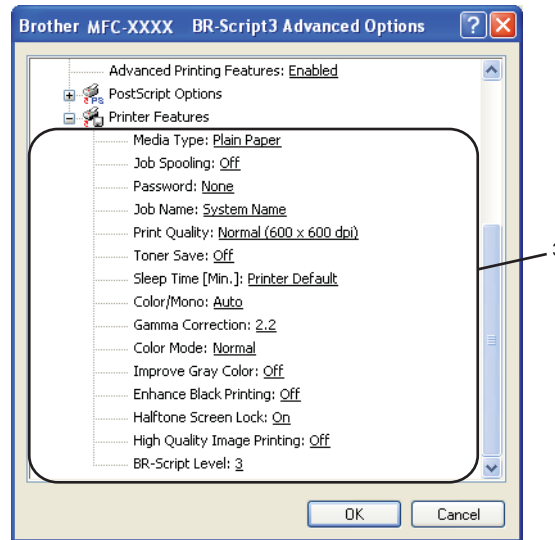 Brother MFC-XXXX BR-Script3 Advanced Options
Advanced Printing Features: Enabled
PostScript Options
Printer Features
Media Type: Plain Paper
Job Spooling: Off
Password: None
Job Name: System Name
Print Quality: Normal (600 x 600 dpi)
Toner Save: Off
Sleep Time [Min.]: Printer Default
Color/Mono: Auto
Gamma Correction: 2.2
Color Mode: Normal
Improve Gray Color: Off
Enhance Black Printing: Off
Halftone Screen Lock: On
High Quality Image Printing: Off
BR-Script Level: 3
OK Cancel